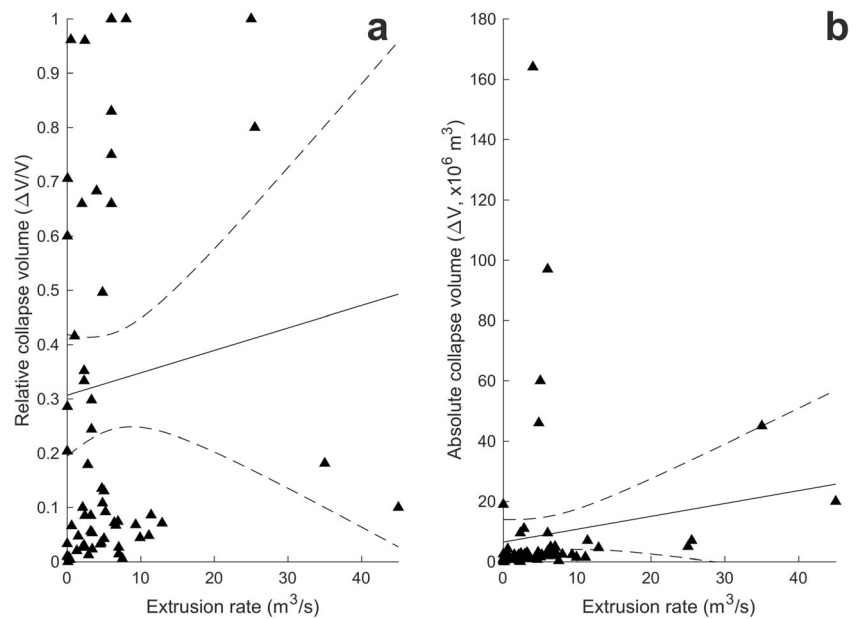 a
1
0.9
0.8
0.7
0.6
0.5
0.4
0.3
0.2
0.1
0
Relative collapse volume (ΔV/V)
0 10 20 30 40
Extrusion rate (m³/s)
b
180
160
140
120
100
80
60
40
20
0
Absolute collapse volume (ΔV, x10⁶ m³)
0 10 20 30 40
Extrusion rate (m³/s)